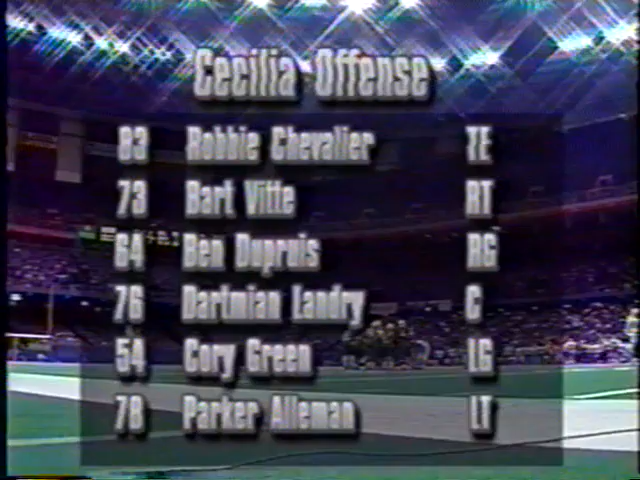 Cecilia Offense
83 Robbie Chevalier TE
73 Bart Vitte RT
64 Ben Dupruis RG
76 Dartmian Landry C
54 Cory Green LG
78 Parker Alleman LT